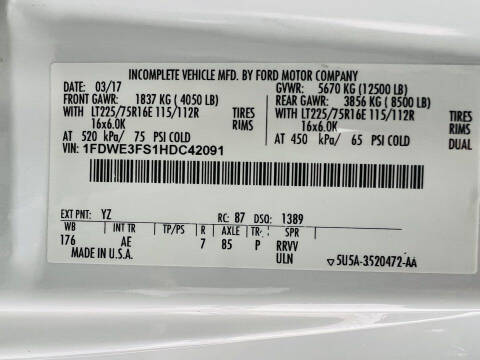 INCOMPLETE VEHICLE MFD. BY FORD MOTOR COMPANY
DATE: 03/17 GVWR: 5670 KG (12500 LB)
FRONT GAWR: 1837 KG ( 4050 LB) REAR GAWR: 3856 KG ( 8500 LB)
WITH LT225/75R16E 115/112R TIRES WITH LT225/75R16E 115/112R TIRES
16x6.0K RIMS 16x6.0K RIMS
AT 520 kPa/ 75 PSI COLD AT 450 kPa/ 65 PSI COLD DUAL
VIN: 1FDWE3FS1HDC42091
EXT PNT: YZ RC: 87 DSO: 1389
WB INT TR TP/PS R AXLE TR SPR
176 AE 7 85 P RRVV
MADE IN U.S.A. ULN ▽5U5A-3520472-AA